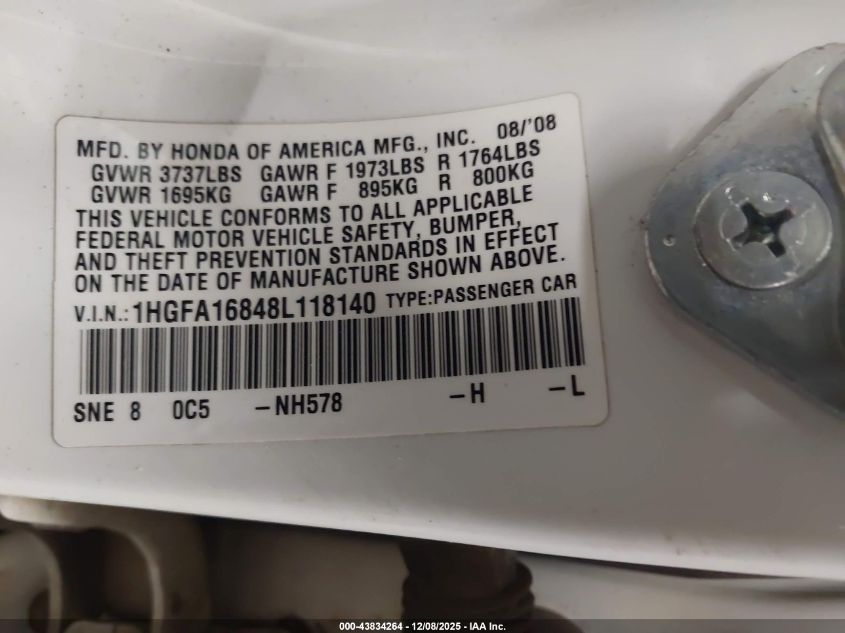 MFD. BY HONDA OF AMERICA MFG., INC. 08/'08
GVWR 3737LBS GAWR F 1973LBS R 1764LBS
GVWR 1695KG GAWR F 895KG R 800KG
THIS VEHICLE CONFORMS TO ALL APPLICABLE
FEDERAL MOTOR VEHICLE SAFETY, BUMPER,
AND THEFT PREVENTION STANDARDS IN EFFECT
ON THE DATE OF MANUFACTURE SHOWN ABOVE.
V.I.N.:1HGFA16848L118140 TYPE:PASSENGER CAR
SNE 8 0C5 -NH578 -H -L
000-43834264 - 12/08/2025 - IAA Inc.